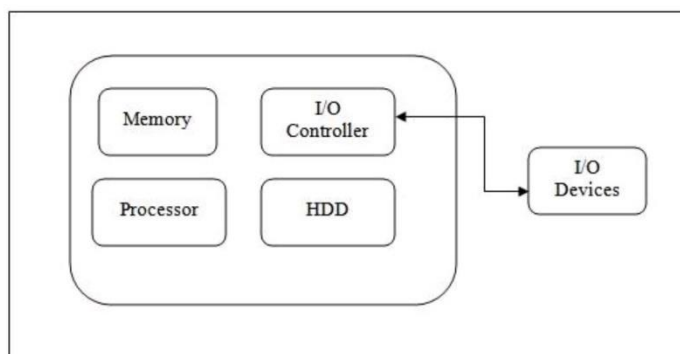 Memory
I/O
Controller
Processor
HDD
I/O
Devices